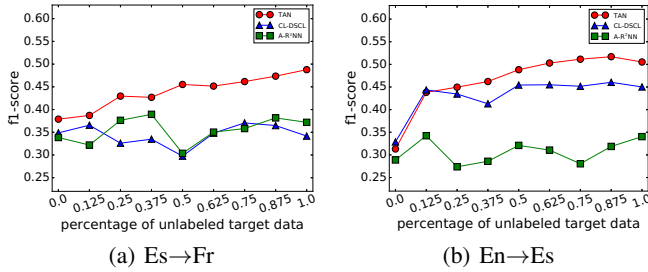 TAN
CL-DSCL
A-R²NN
f1-score
0.60
0.55
0.50
0.45
0.40
0.35
0.30
0.25
0.0 0.125 0.25 0.375 0.5 0.625 0.75 0.875 1.0
percentage of unlabeled target data
(a) Es→Fr
TAN
CL-DSCL
A-R²NN
f1-score
0.60
0.55
0.50
0.45
0.40
0.35
0.30
0.25
0.0 0.125 0.25 0.375 0.5 0.625 0.75 0.875 1.0
percentage of unlabeled target data
(b) En→Es